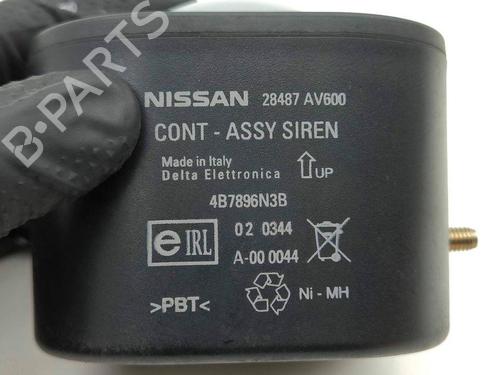 B-PARTS
NISSAN 28487 AV600
CONT - ASSY SIREN
Made in Italy
Delta Elettronica
UP
4B7896N3B
e IRL
02 0344
A-00 0044
>PBT<
Ni - MH